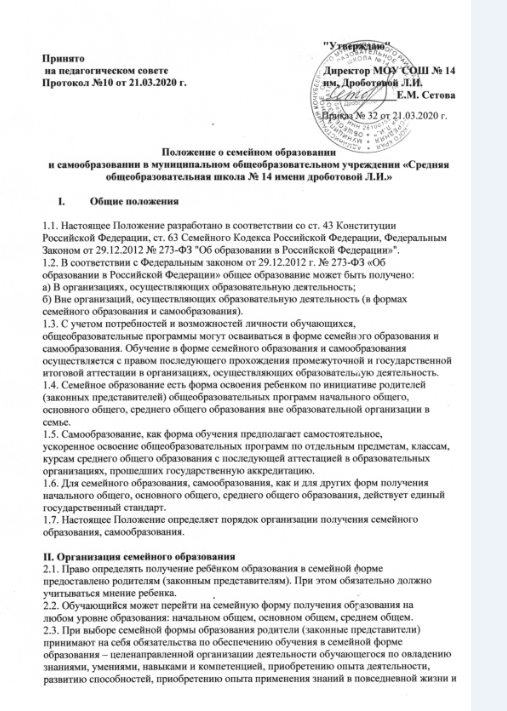 "Утверждаю"
Принято
на педагогическом совете
Директор МОУ СОШ № 14
Протокол №10 от 21.03.2020 г.
им, Дроботовой Л.И.
Е.М. Сетова
Приказ № 32 от 21.03.2020 г.
Положение о семейном образовании
и самообразовании в муниципальном общеобразовательном учреждении «Средняя
общеобразовательная школа № 14 имени дроботовой Л.И.»
I. Общие положения
1.1. Настоящее Положение разработано в соответствии со ст. 43 Конституции
Российской Федерации, ст. 63 Семейного Кодекса Российской Федерации, Федеральным
Законом от 29.12.2012 № 273-ФЗ "Об образовании в Российской Федерации»".
1.2. В соответствии с Федеральным законом от 29.12.2012 г. № 273-ФЗ «Об
образовании в Российской Федерации» общее образование может быть получено:
а) В организациях, осуществляющих образовательную деятельность;
б) Вне организаций, осуществляющих образовательную деятельность (в формах
семейного образования и самообразования).
1.3. С учетом потребностей и возможностей личности обучающихся,
общеобразовательные программы могут осваиваться в форме семейного образования и
самообразования. Обучение в форме семейного образования и самообразования
осуществляется с правом последующего прохождения промежуточной и государственной
итоговой аттестации в организациях, осуществляющих образовательную деятельность.
1.4. Семейное образование есть форма освоения ребенком по инициативе родителей
(законных представителей) общеобразовательных программ начального общего,
основного общего, среднего общего образования вне образовательной организации в
семье.
1.5. Самообразование, как форма обучения предполагает самостоятельное,
ускоренное освоение общеобразовательных программ по отдельным предметам, классам,
курсам среднего общего образования с последующей аттестацией в образовательных
организациях, прошедших государственную аккредитацию.
1.6. Для семейного образования, самообразования, как и для других форм получения
начального общего, основного общего, среднего общего образования, действует единый
государственный стандарт.
1.7. Настоящее Положение определяет порядок организации получения семейного
образования, самообразования.
II. Организация семейного образования
2.1. Право определять получение ребёнком образования в семейной форме
предоставлено родителям (законным представителям). При этом обязательно должно
учитываться мнение ребенка.
2.2. Обучающийся может перейти на семейную форму получения образования на
любом уровне образования: начальном общем, основном общем, среднем общем.
2.3. При выборе семейной формы образования родители (законные представители)
принимают на себя обязательства по обеспечению обучения в семейной форме
образования – целенаправленной организации деятельности обучающегося по овладению
знаниями, умениями, навыками и компетенцией, приобретению опыта деятельности,
развитию способностей, приобретению опыта применения знаний в повседневной жизни и